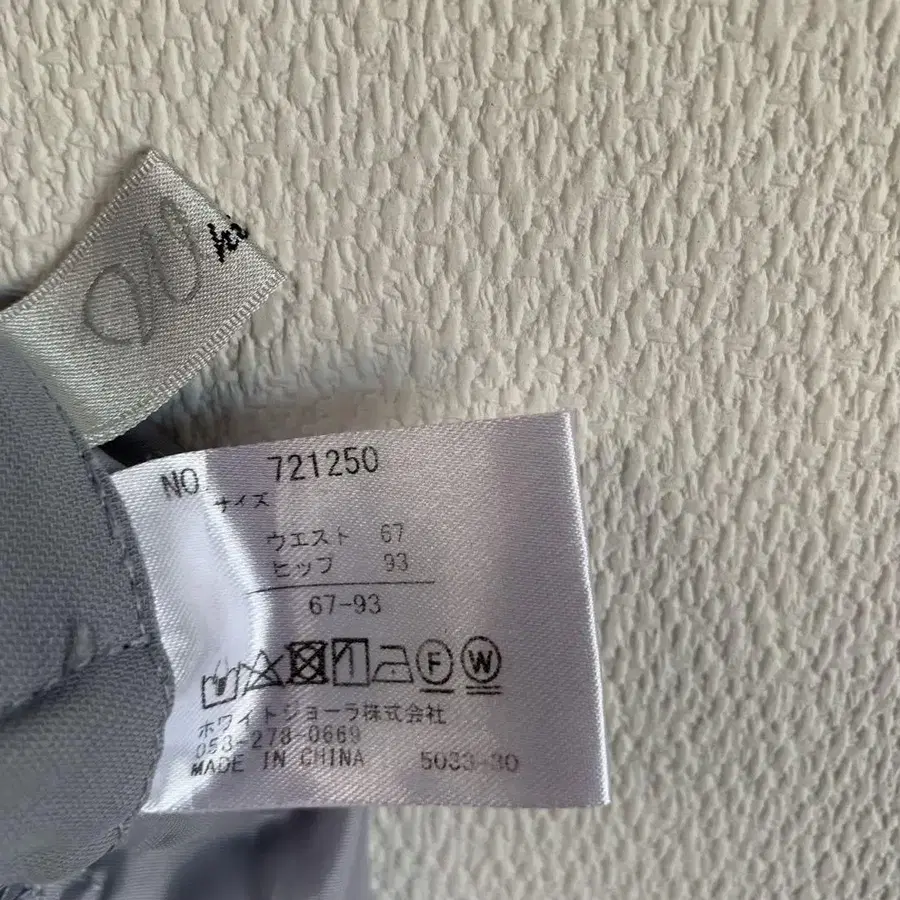 NO 721250
サイズ
ウエスト 67
ヒップ 93
67-93
F W
ホワイトジョーラ株式会社
053-278-0669
MADE IN CHINA 5033-30